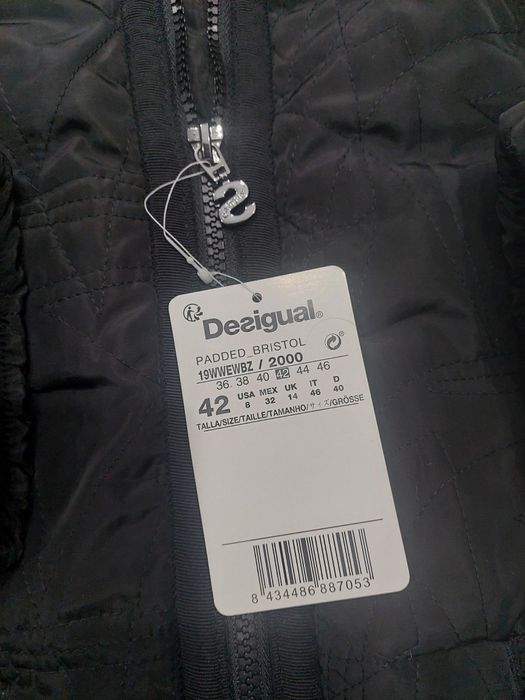 Desigual®
PADDED_BRISTOL
19WWEWBZ / 2000
36 38 40 42 44 46
42 USA MEX UK IT D
8 32 14 46 40
TALLA/SIZE/TAILLE/TAMANHO/サイズ/GRÖSSE
8 434486 887053